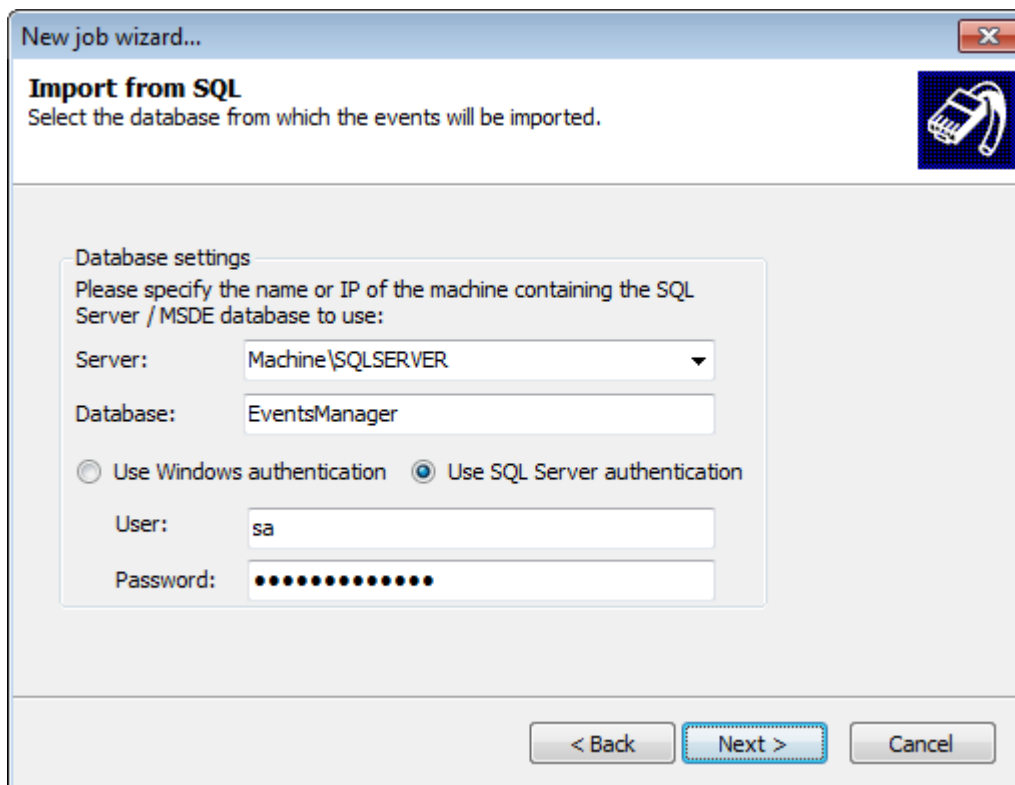 New job wizard...
Import from SQL
Select the database from which the events will be imported.
Database settings
Please specify the name or IP of the machine containing the SQL
Server / MSDE database to use:
Server: Machine\SQLSERVER
Database: EventsManager
Use Windows authentication Use SQL Server authentication
User: sa
Password: •••••••••••••
< Back Next > Cancel